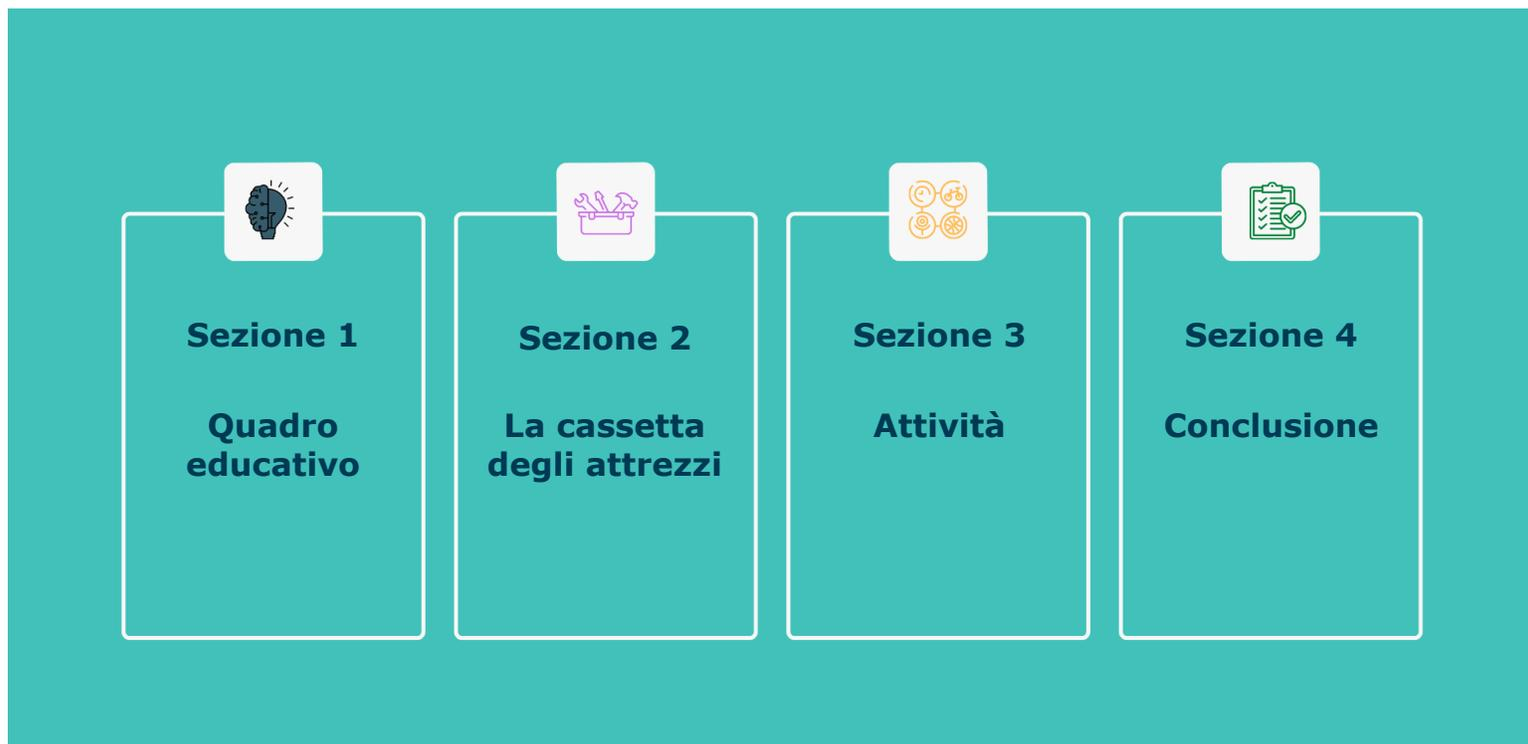 Sezione 1
Quadro
educativo
Sezione 2
La cassetta
degli attrezzi
Sezione 3
Attività
Sezione 4
Conclusione